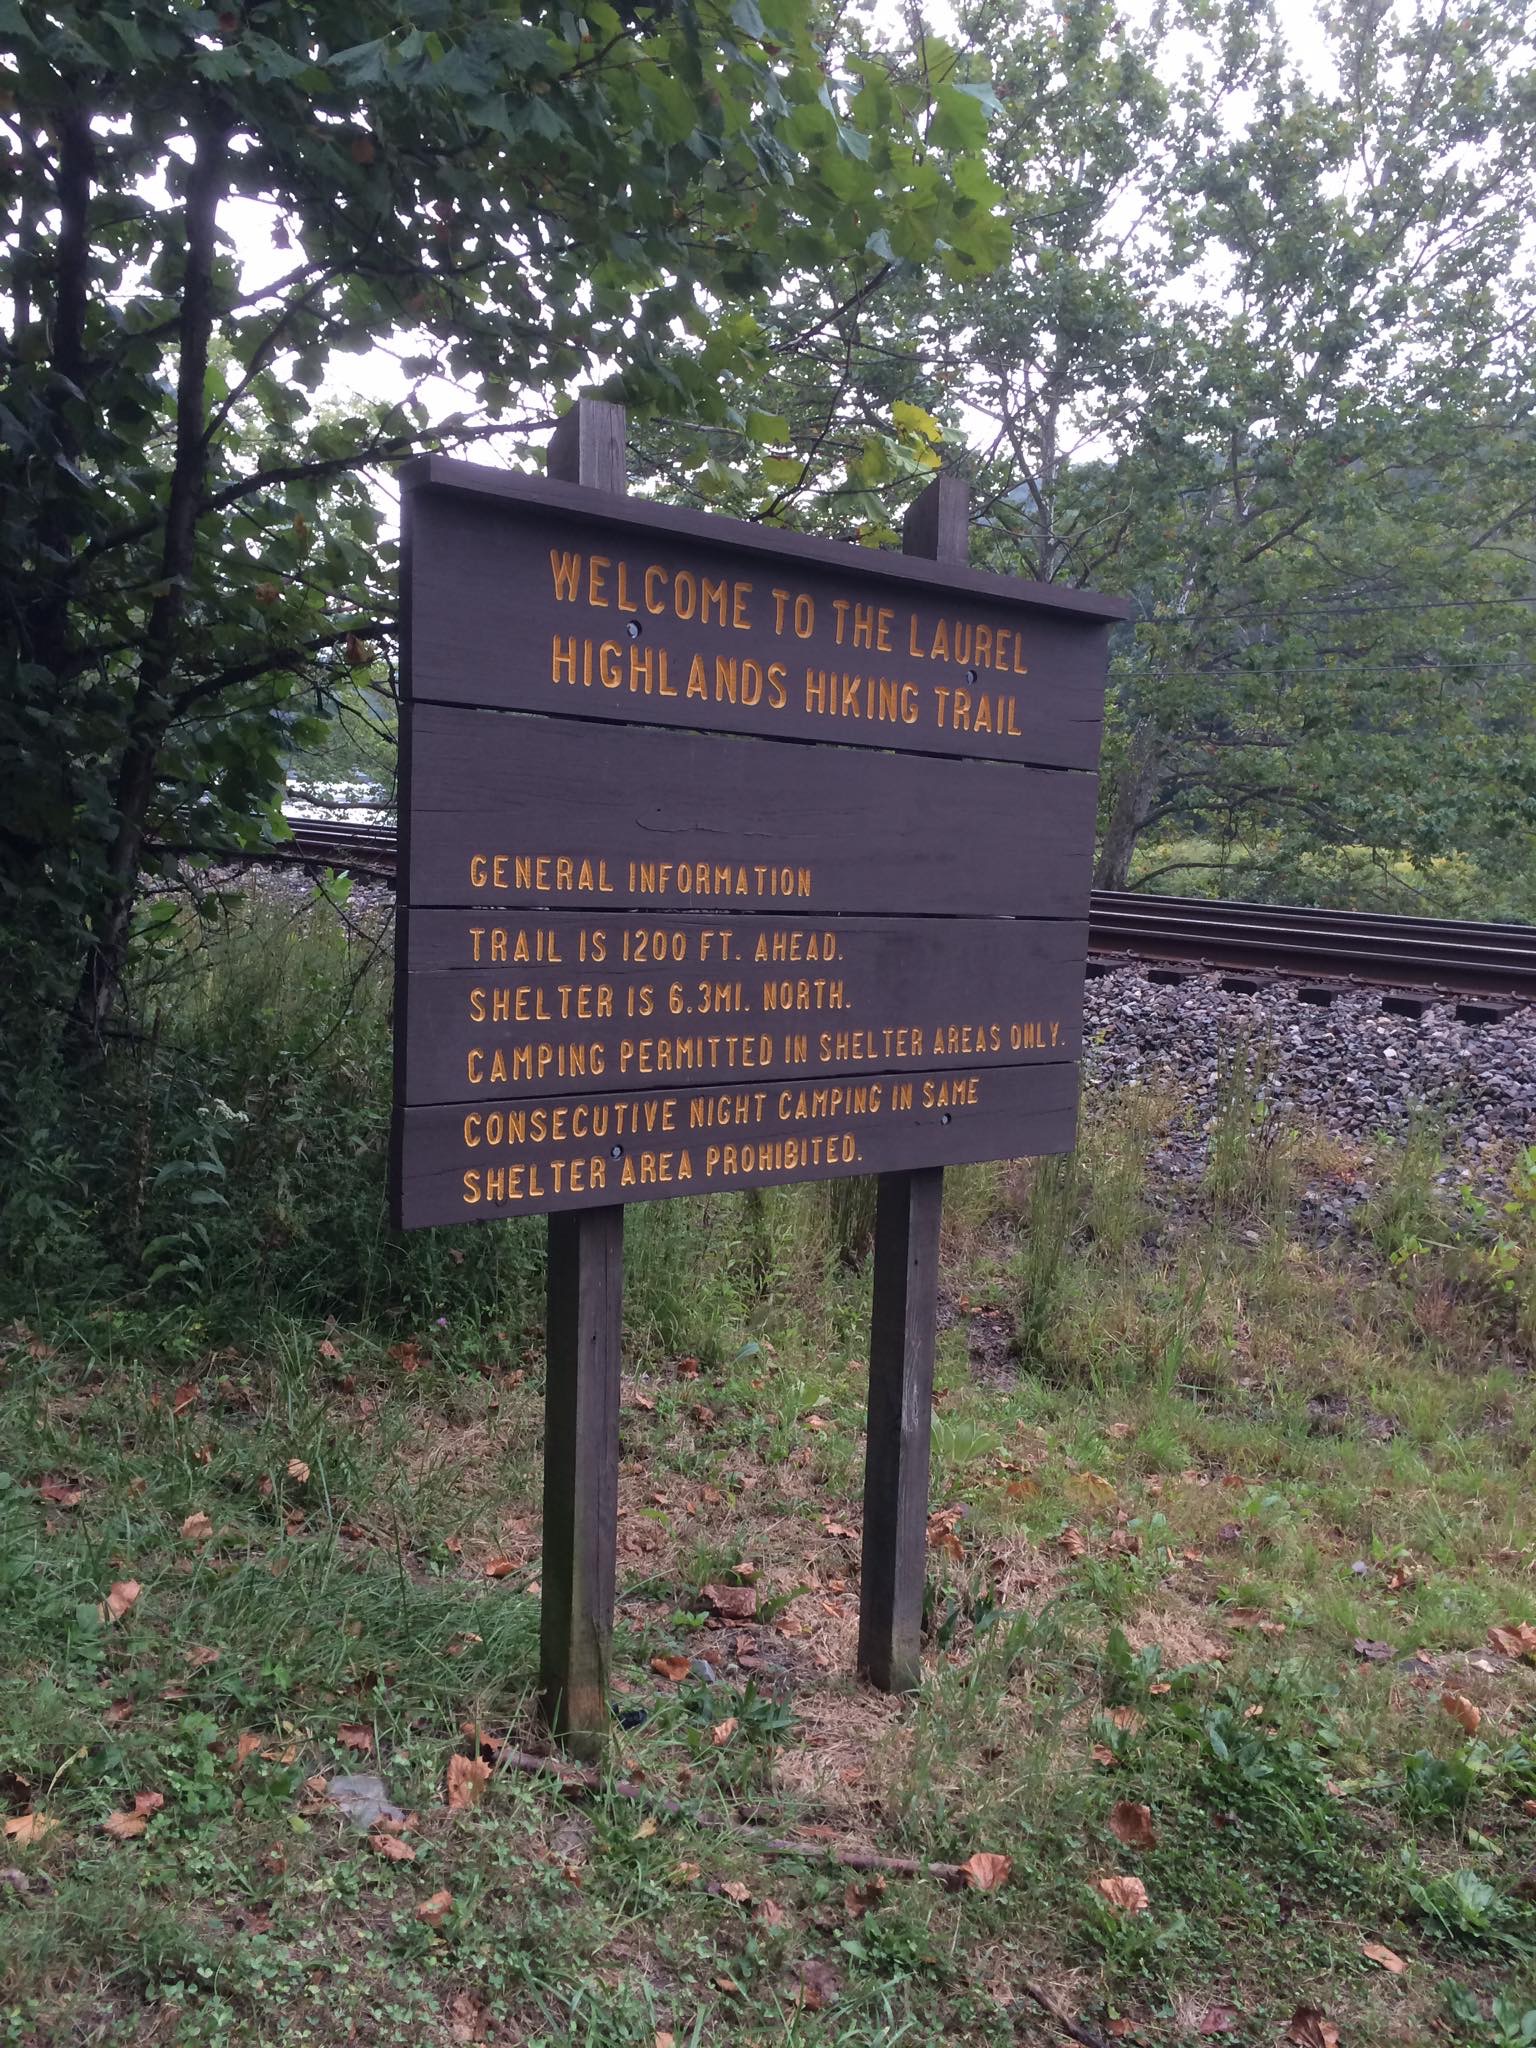 WELCOME TO THE LAUREL
HIGHLANDS HIKING TRAIL
GENERAL INFORMATION
TRAIL IS 1200 FT. AHEAD.
SHELTER IS 6.3MI. NORTH.
CAMPING PERMITTED IN SHELTER AREAS ONLY.
CONSECUTIVE NIGHT CAMPING IN SAME
SHELTER AREA PROHIBITED.